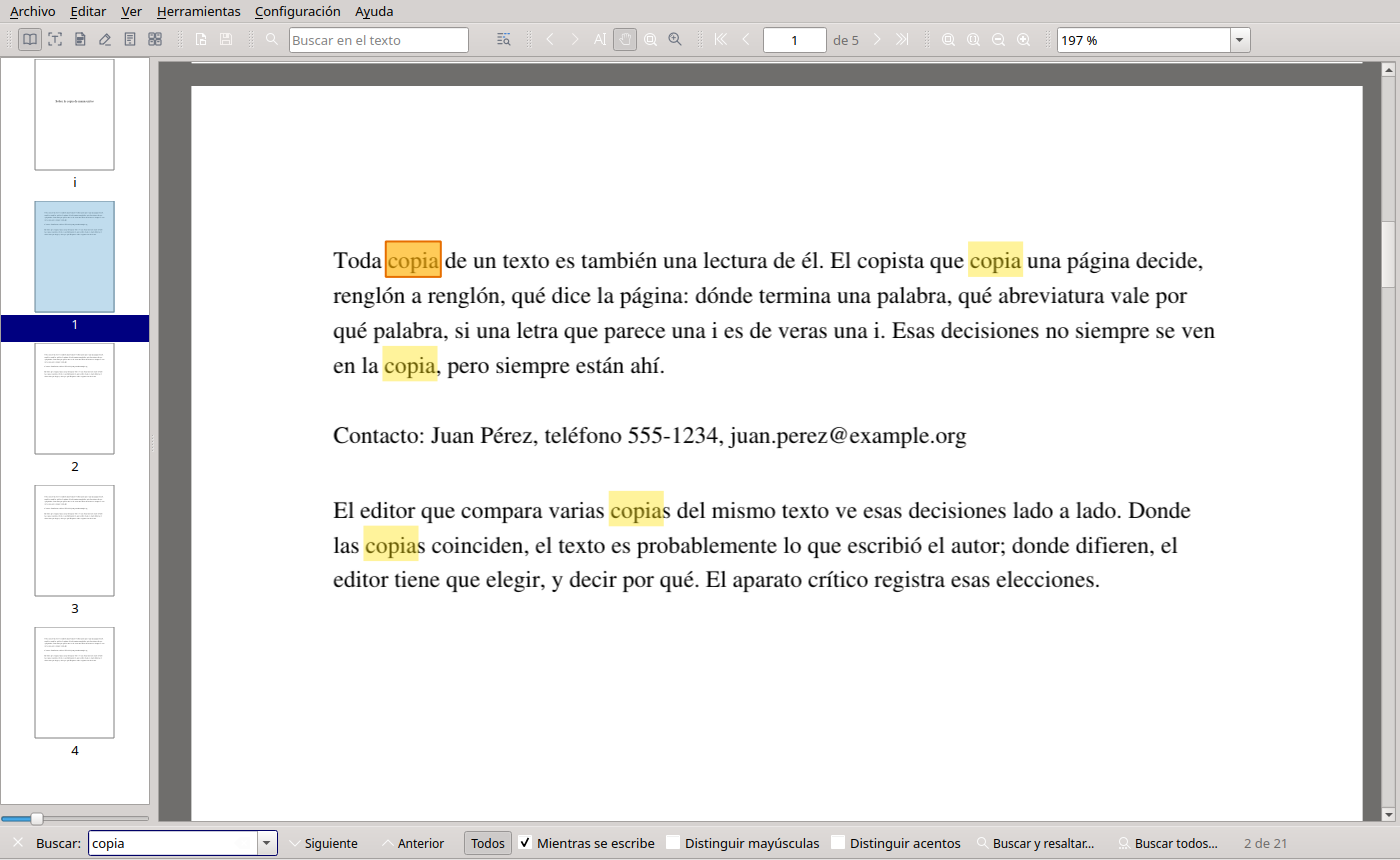 Archivo Editar Ver Herramientas Configuración Ayuda
Buscar en el texto
1 de 5
197 %
i
1
2
3
4
Toda copia de un texto es también una lectura de él. El copista que copia una página decide,
renglón a renglón, qué dice la página: dónde termina una palabra, qué abreviatura vale por
qué palabra, si una letra que parece una i es de veras una i. Esas decisiones no siempre se ven
en la copia, pero siempre están ahí.
Contacto: Juan Pérez, teléfono 555-1234, juan.perez@example.org
El editor que compara varias copias del mismo texto ve esas decisiones lado a lado. Donde
las copias coinciden, el texto es probablemente lo que escribió el autor; donde difieren, el
editor tiene que elegir, y decir por qué. El aparato crítico registra esas elecciones.
Buscar: copia Siguiente Anterior Todos Mientras se escribe Distinguir mayúsculas Distinguir acentos Buscar y resaltar... Buscar todos... 2 de 21